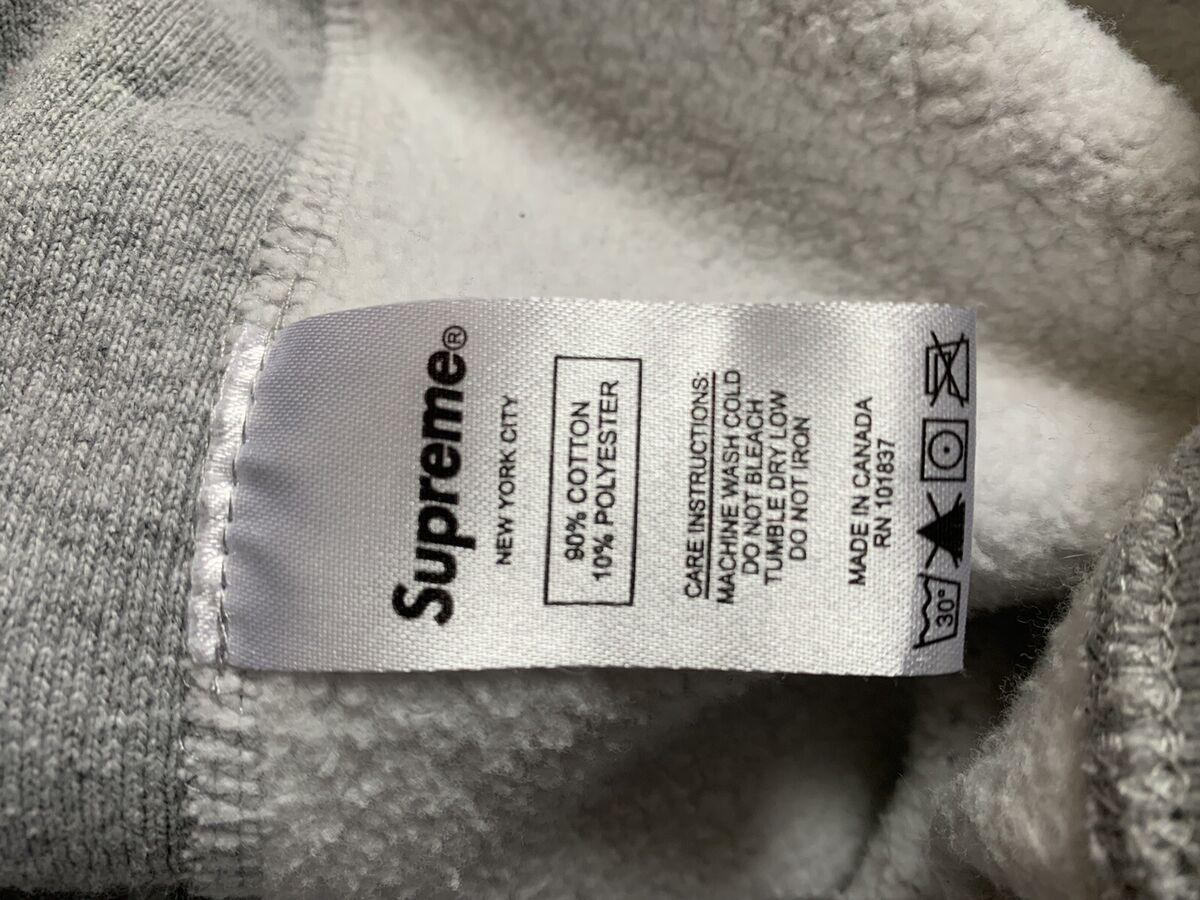 Supreme®
NEW YORK CITY
90% COTTON
10% POLYESTER
CARE INSTRUCTIONS:
MACHINE WASH COLD
DO NOT BLEACH
TUMBLE DRY LOW
DO NOT IRON
MADE IN CANADA
RN 101837
30°